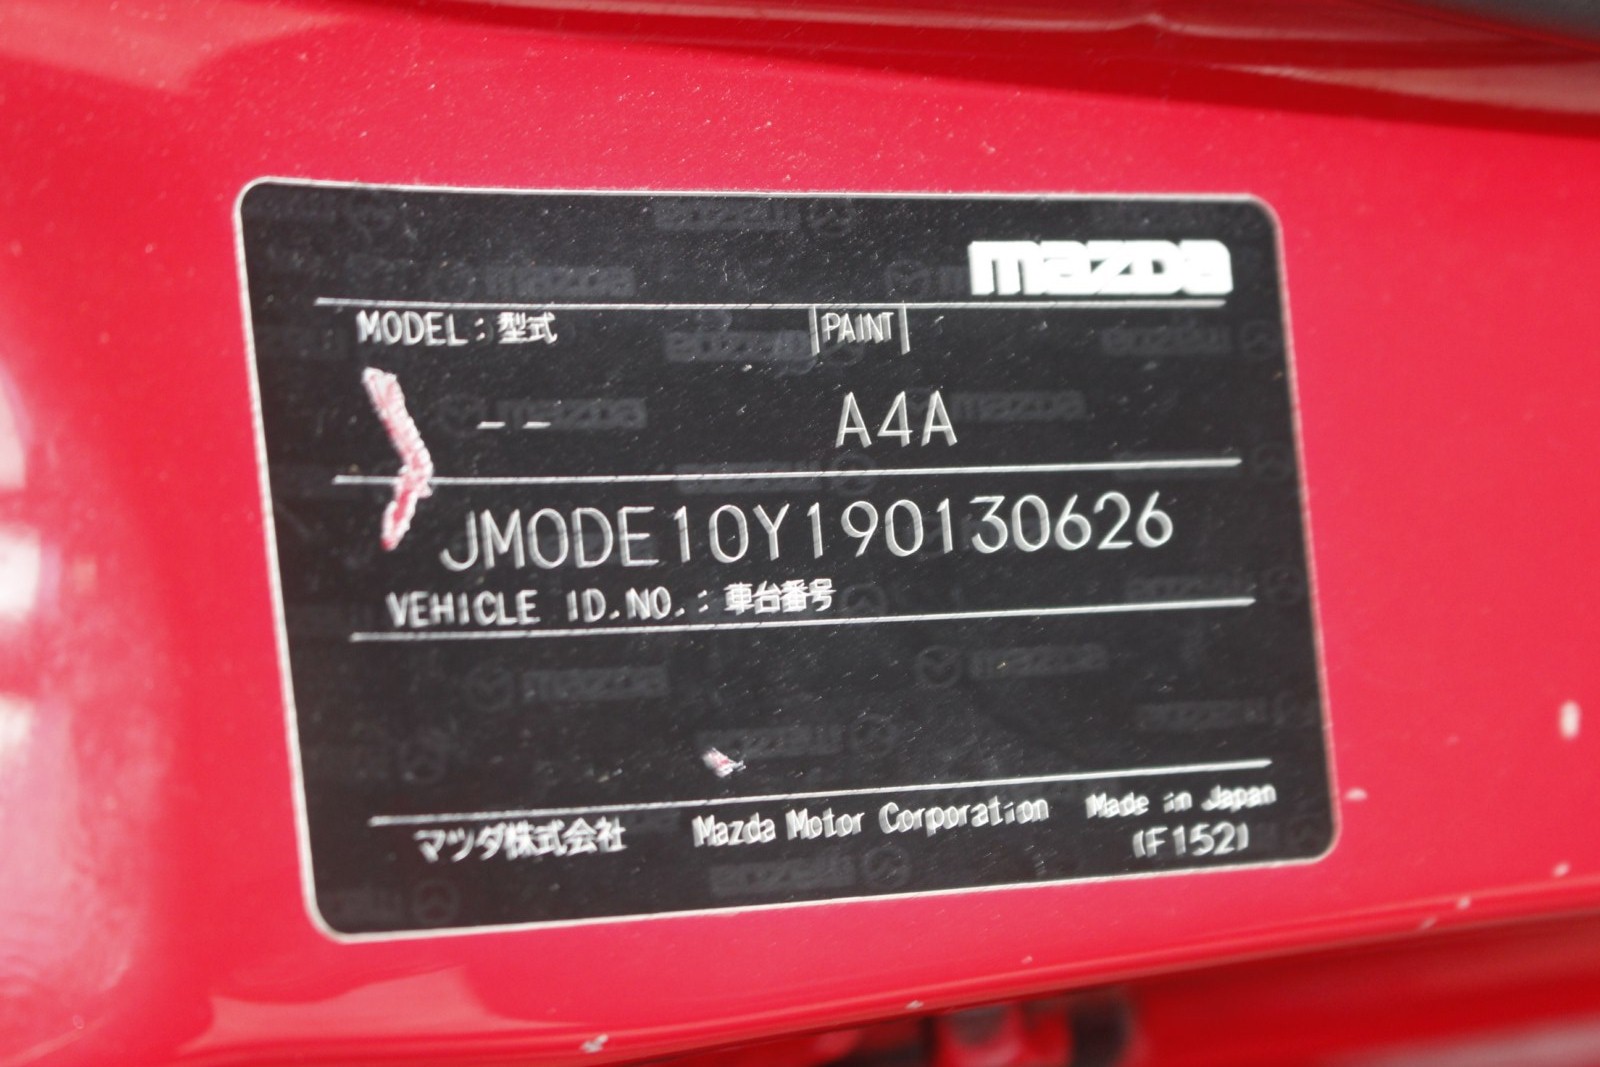 mazda
MODEL: 型式 PAINT
-- A4A
JM0DE10Y190130626
VEHICLE ID.NO.: 車台番号
マツダ株式会社 Mazda Motor Corporation Made in Japan
(F152)